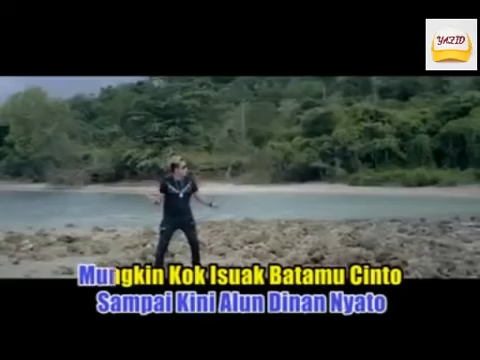 YAZID
Mungkin Kok Isuak Batamu Cinto
Sampai Kini Alun Dinan Nyato